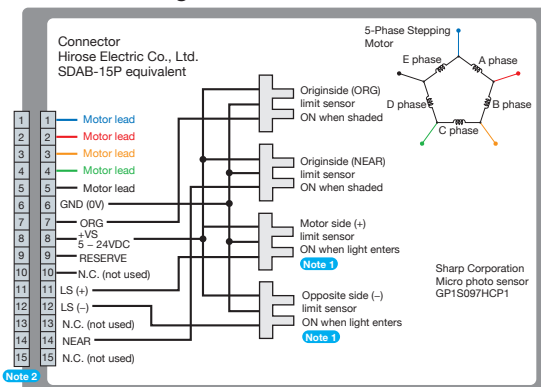 Connector
Hirose Electric Co., Ltd.
SDAB-15P equivalent
5-Phase Stepping
Motor
E phase
A phase
D phase
B phase
C phase
1 1 Motor lead
2 2 Motor lead
3 3 Motor lead
4 4 Motor lead
5 5 Motor lead
6 6 GND (0V)
7 7 ORG
8 8 +VS
5 – 24VDC
9 9 RESERVE
10 10 N.C. (not used)
11 11 LS (+)
12 12 LS (–)
13 13 N.C. (not used)
14 14 NEAR
15 15 N.C. (not used)
Note 2
Originside (ORG)
limit sensor
ON when shaded
Originside (NEAR)
limit sensor
ON when shaded
Motor side (+)
limit sensor
ON when light enters
Note 1
Opposite side (–)
limit sensor
ON when light enters
Note 1
Sharp Corporation
Micro photo sensor
GP1S097HCP1